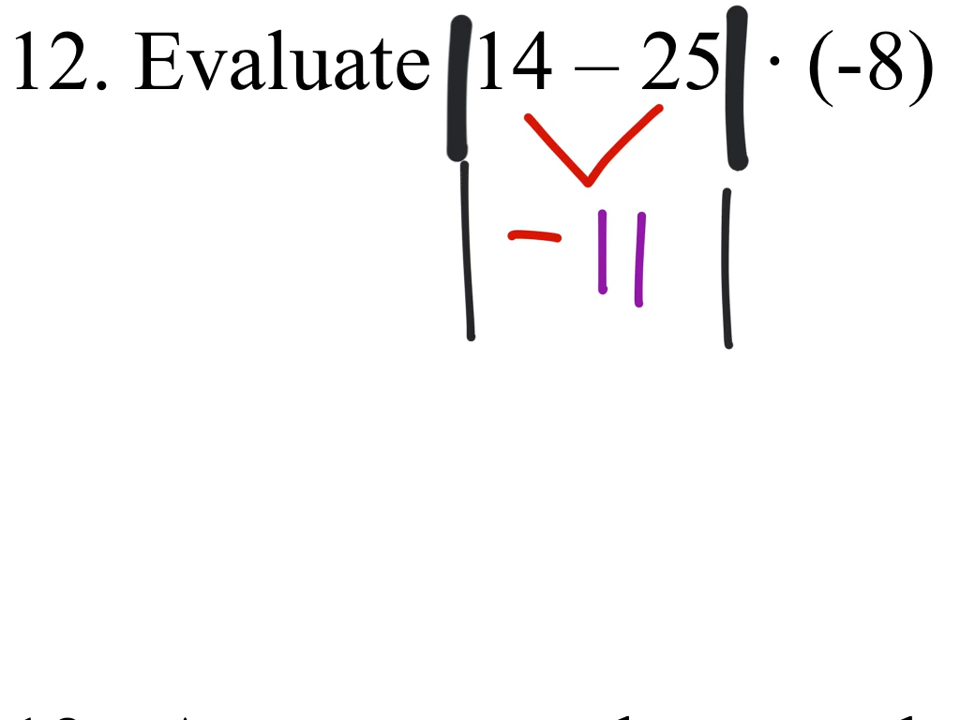 12. Evaluate |14 – 25| · (-8)
| - 11 |